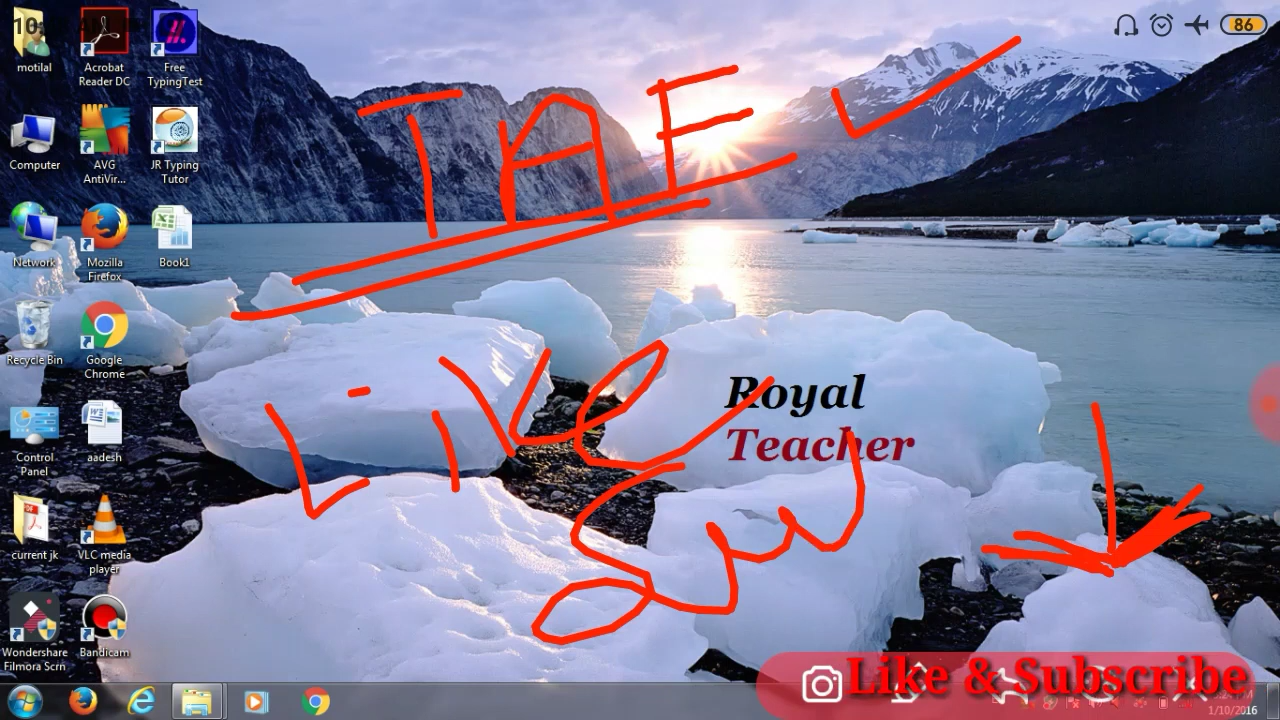 86
motilal
Acrobat
Reader DC
Free
TypingTest
Computer
AVG
AntiVir...
JR Typing
Tutor
Network
Mozilla
Firefox
Book1
Recycle Bin
Google
Chrome
Control
Panel
aadesh
current jk
VLC media
player
Wondershare
Filmora Scrn
Bandicam
Like
Royal
Teacher
Like & Subscribe
1/10/2016